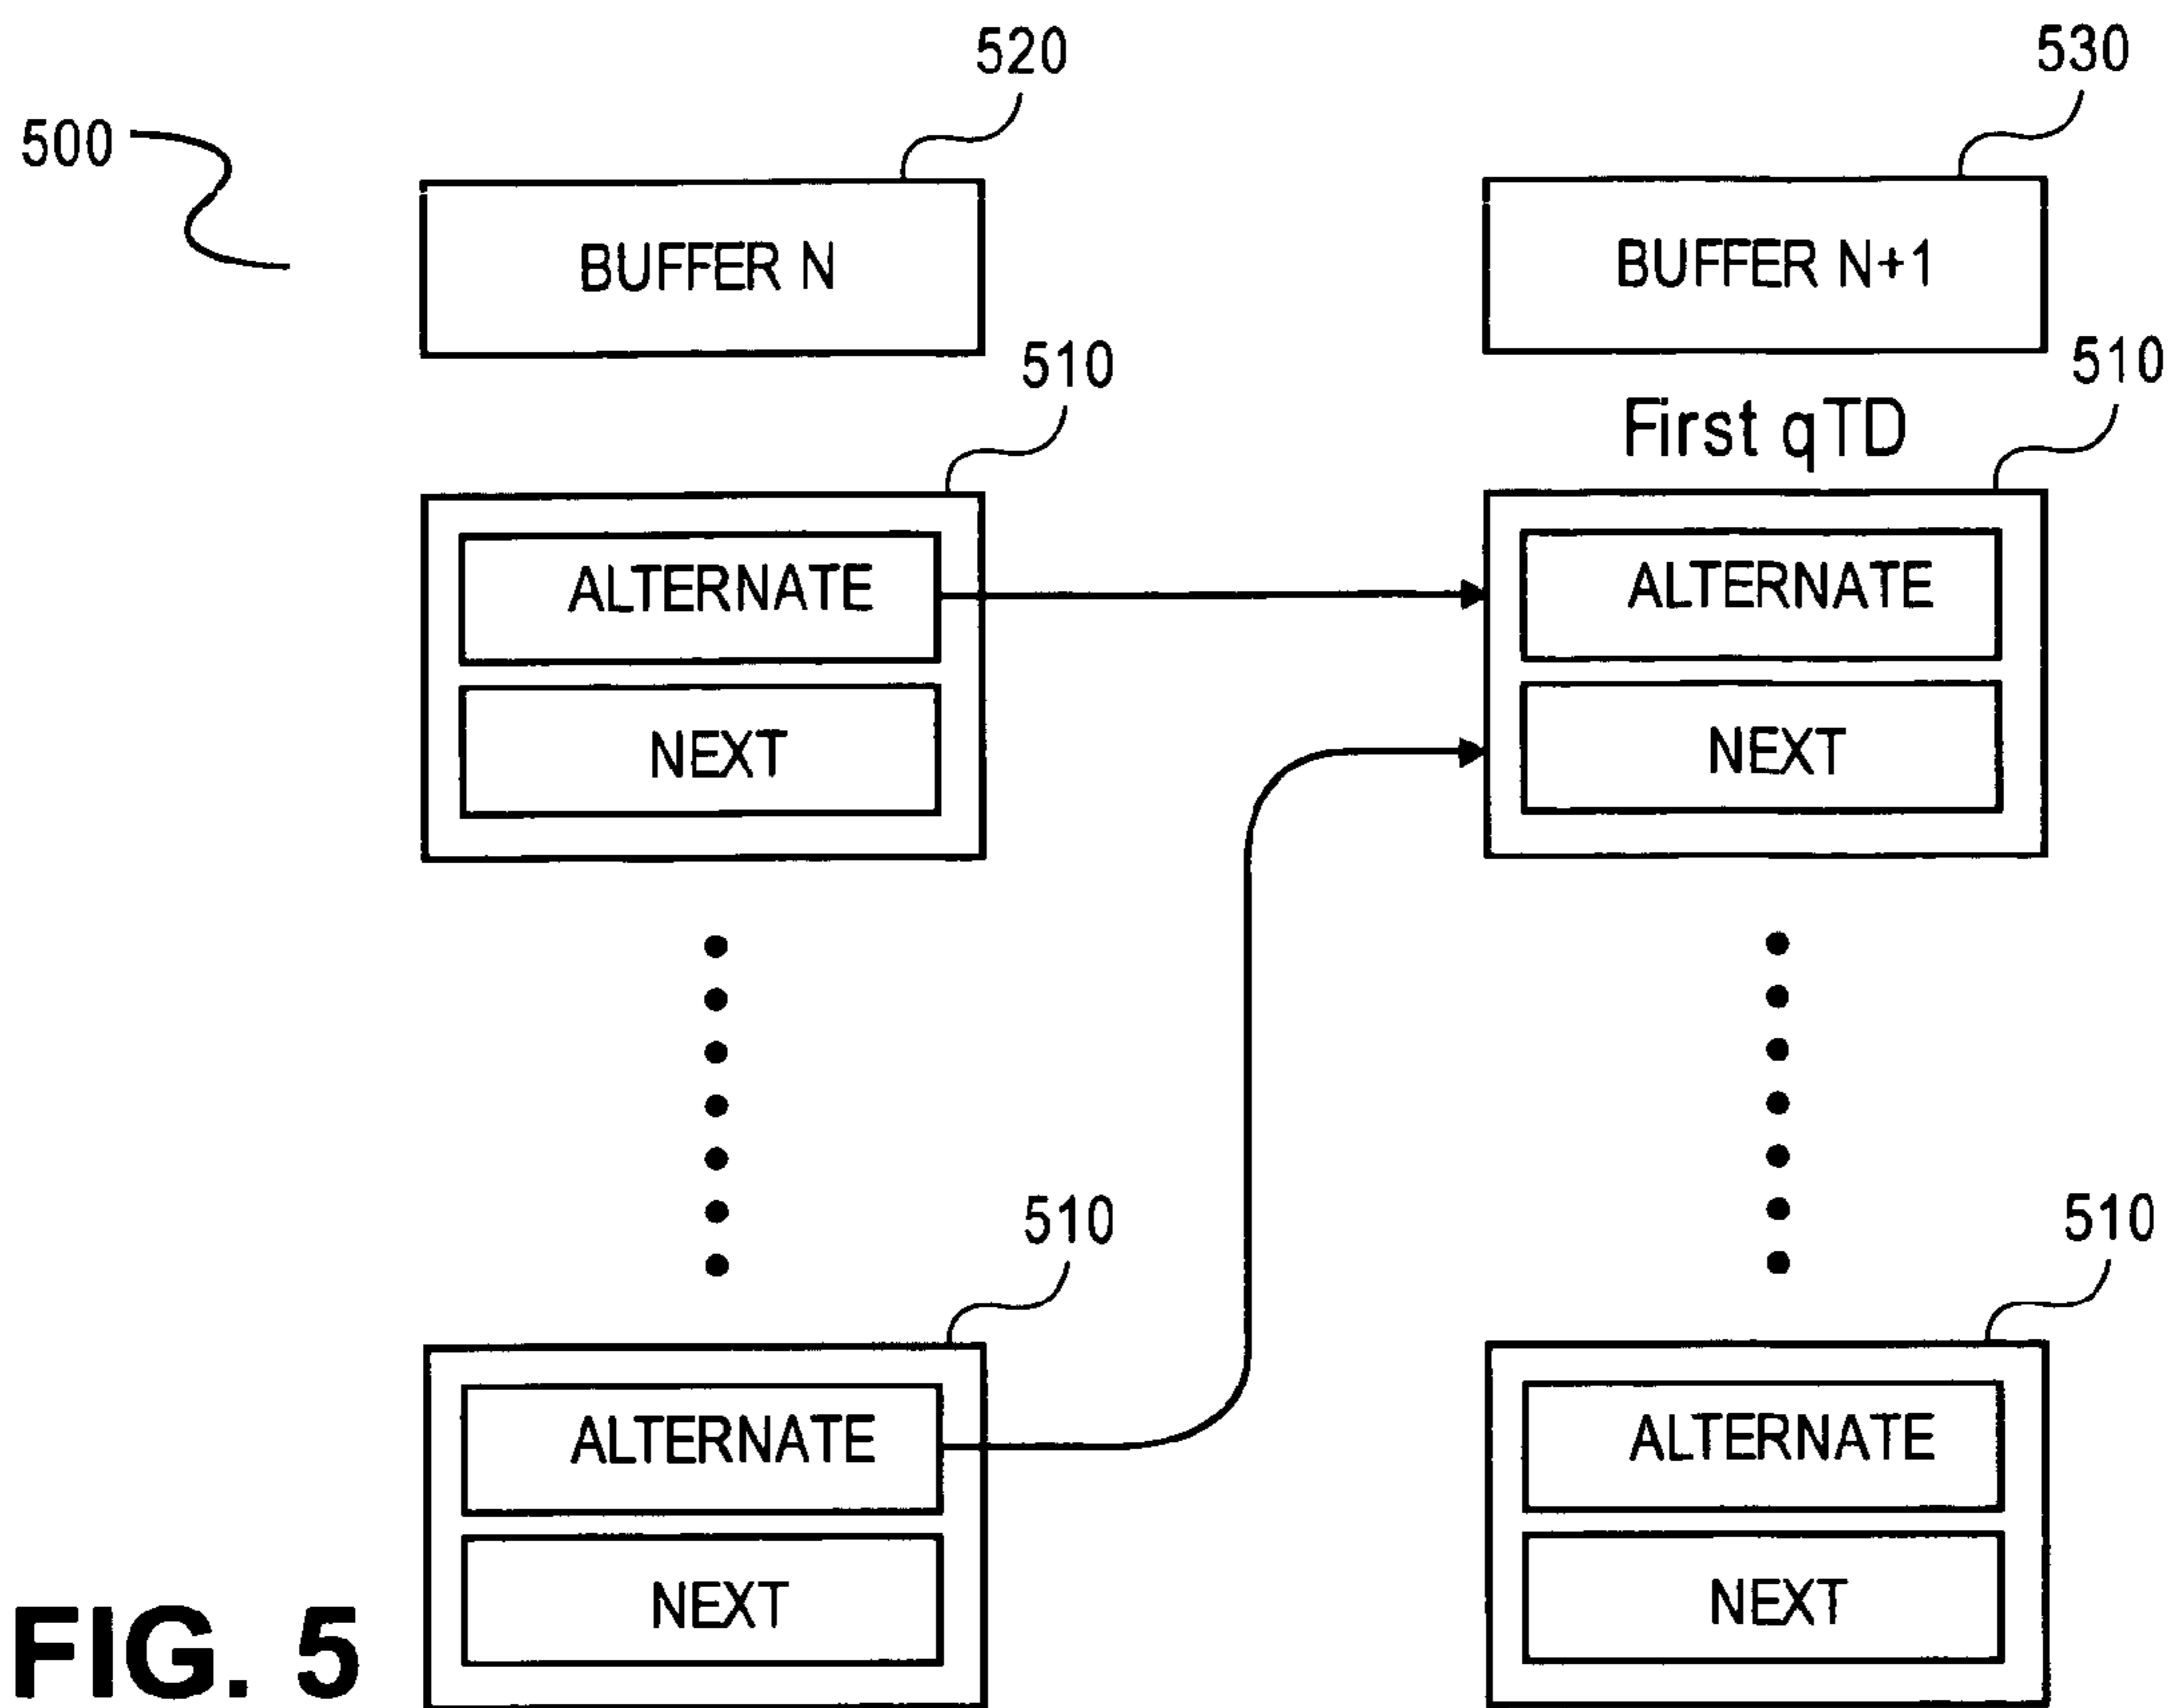 520
530
500
BUFFER N
BUFFER N+1
510
510
First qTD
ALTERNATE
ALTERNATE
NEXT
NEXT
510
510
ALTERNATE
ALTERNATE
NEXT
NEXT
FIG. 5